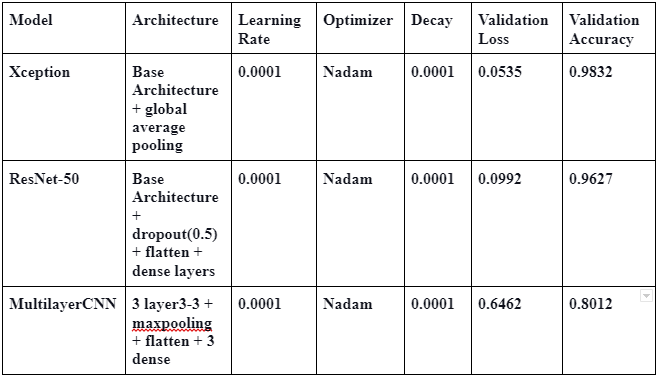 Model Architecture Learning Rate Optimizer Decay Validation Loss Validation Accuracy
Xception Base Architecture + global average pooling 0.0001 Nadam 0.0001 0.0535 0.9832
ResNet-50 Base Architecture + dropout(0.5) + flatten + dense layers 0.0001 Nadam 0.0001 0.0992 0.9627
MultilayerCNN 3 layer3-3 + maxpooling + flatten + 3 dense 0.0001 Nadam 0.0001 0.6462 0.8012